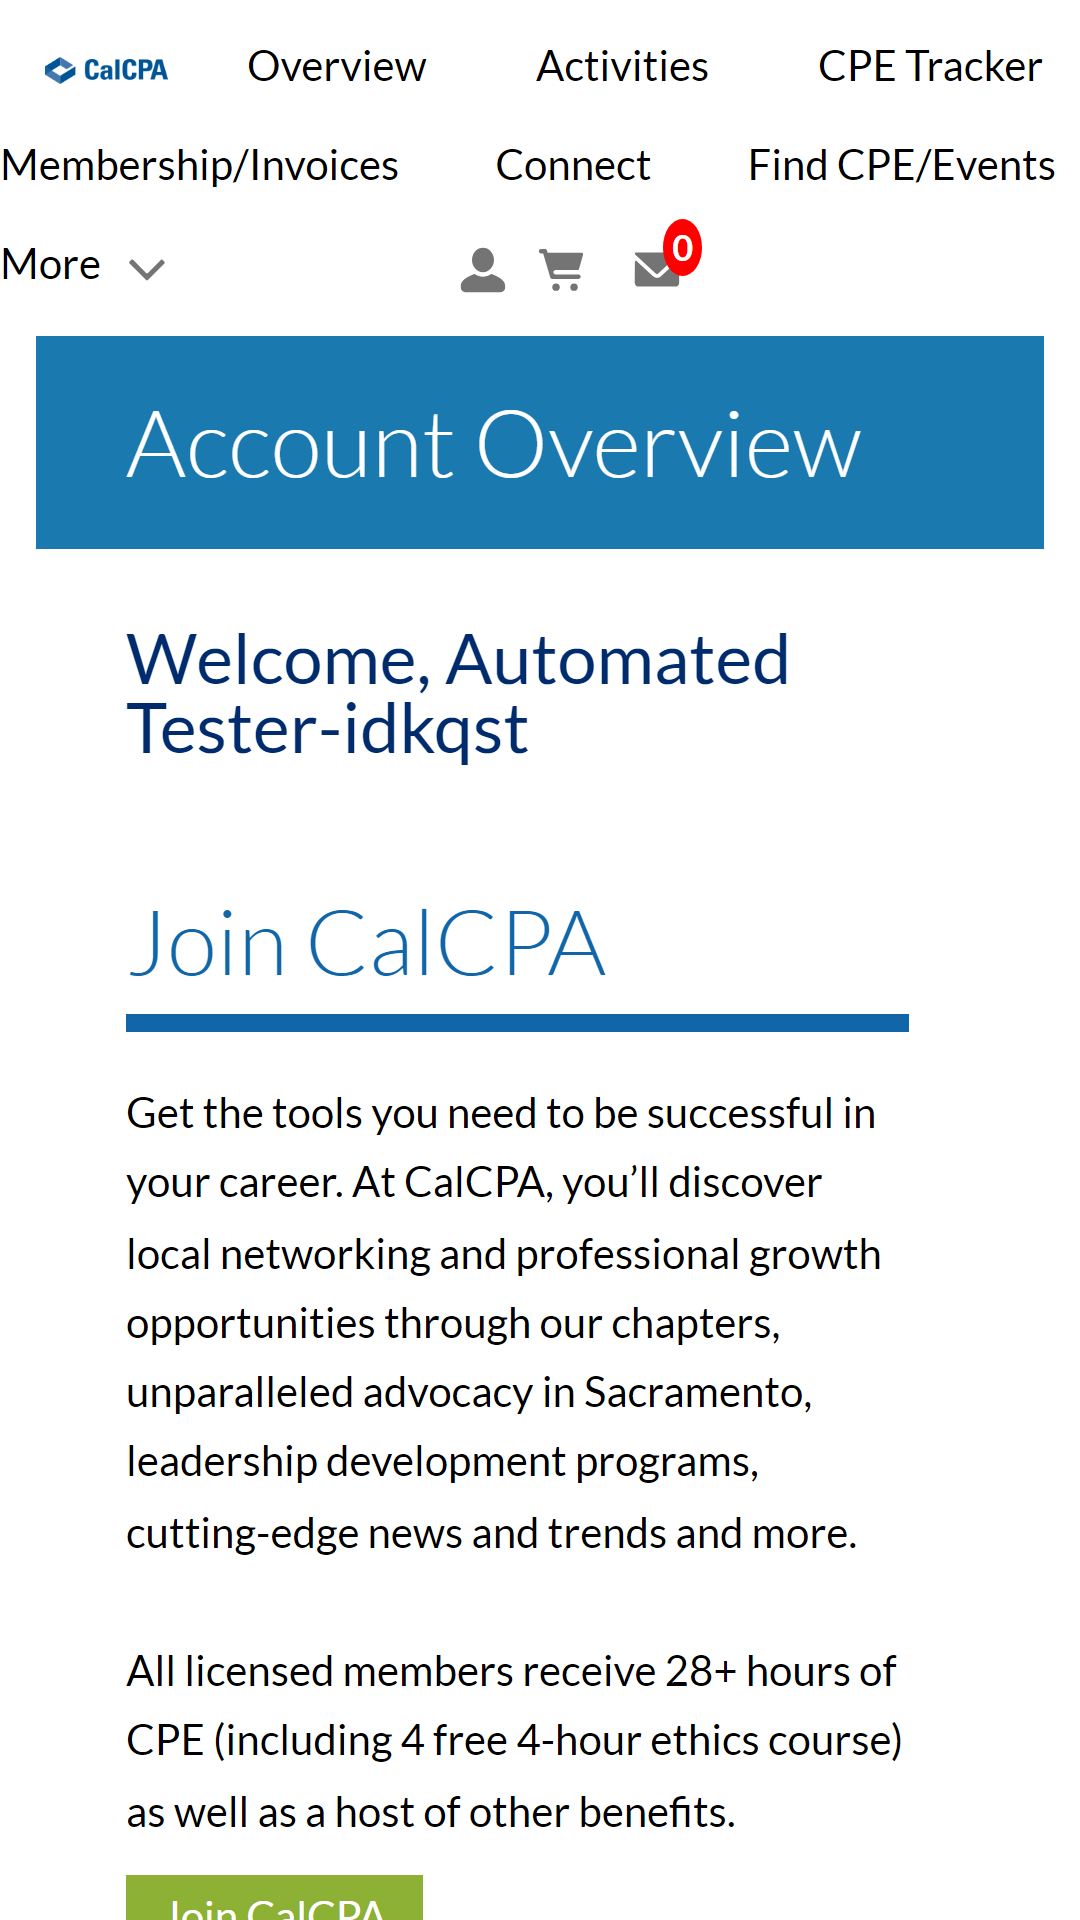 CalCPA Overview Activities CPE Tracker
Membership/Invoices Connect Find CPE/Events
More 0
Account Overview
Welcome, Automated
Tester-idkqst
Join CalCPA
Get the tools you need to be successful in
your career. At CalCPA, you’ll discover
local networking and professional growth
opportunities through our chapters,
unparalleled advocacy in Sacramento,
leadership development programs,
cutting-edge news and trends and more.
All licensed members receive 28+ hours of
CPE (including 4 free 4-hour ethics course)
as well as a host of other benefits.
Join CalCPA